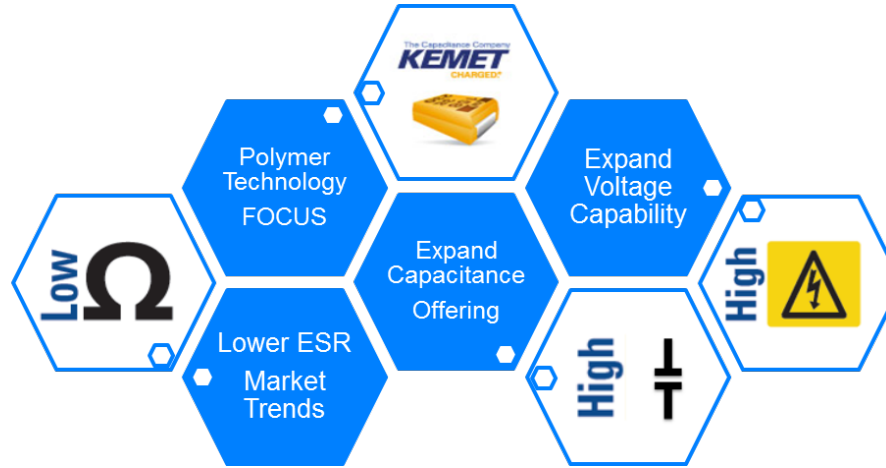 The Capacitance Company
KEMET
CHARGED.®
Polymer
Technology
FOCUS
Expand
Voltage
Capability
Expand
Capacitance
Offering
Low
Ω
High
Lower ESR
Market
Trends
High